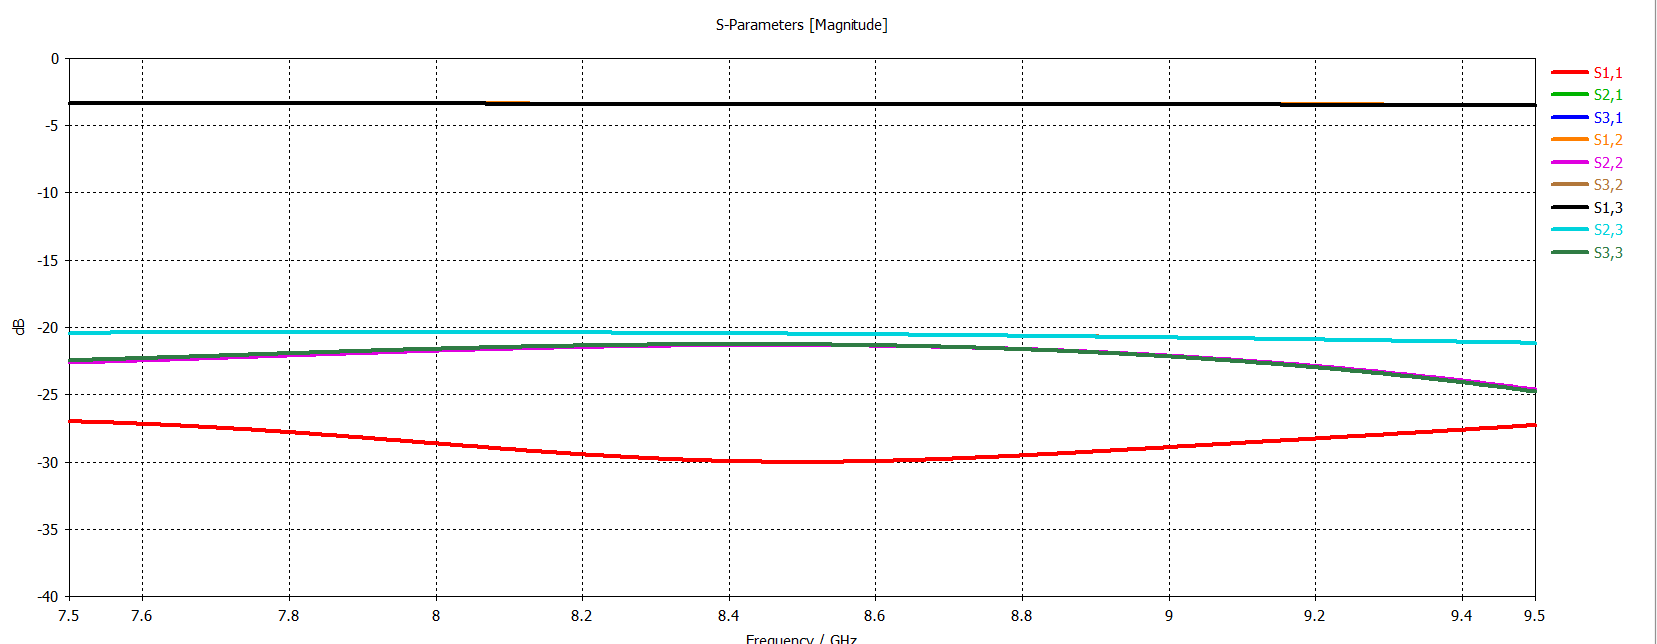 S-Parameters [Magnitude]
0
-5
-10
-15
-20
-25
-30
-35
-40
dB
7.5
7.6
7.8
8
8.2
8.4
8.6
8.8
9
9.2
9.4
9.5
Frequency / GHz
S1,1
S2,1
S3,1
S1,2
S2,2
S3,2
S1,3
S2,3
S3,3